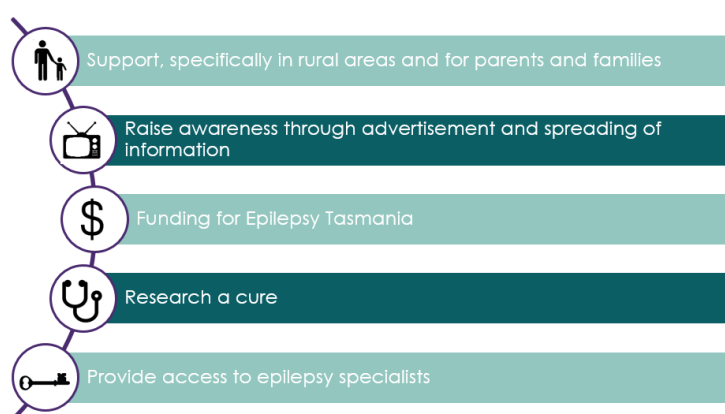 Support, specifically in rural areas and for parents and families
Raise awareness through advertisement and spreading of
information
$
Funding for Epilepsy Tasmania
Research a cure
Provide access to epilepsy specialists